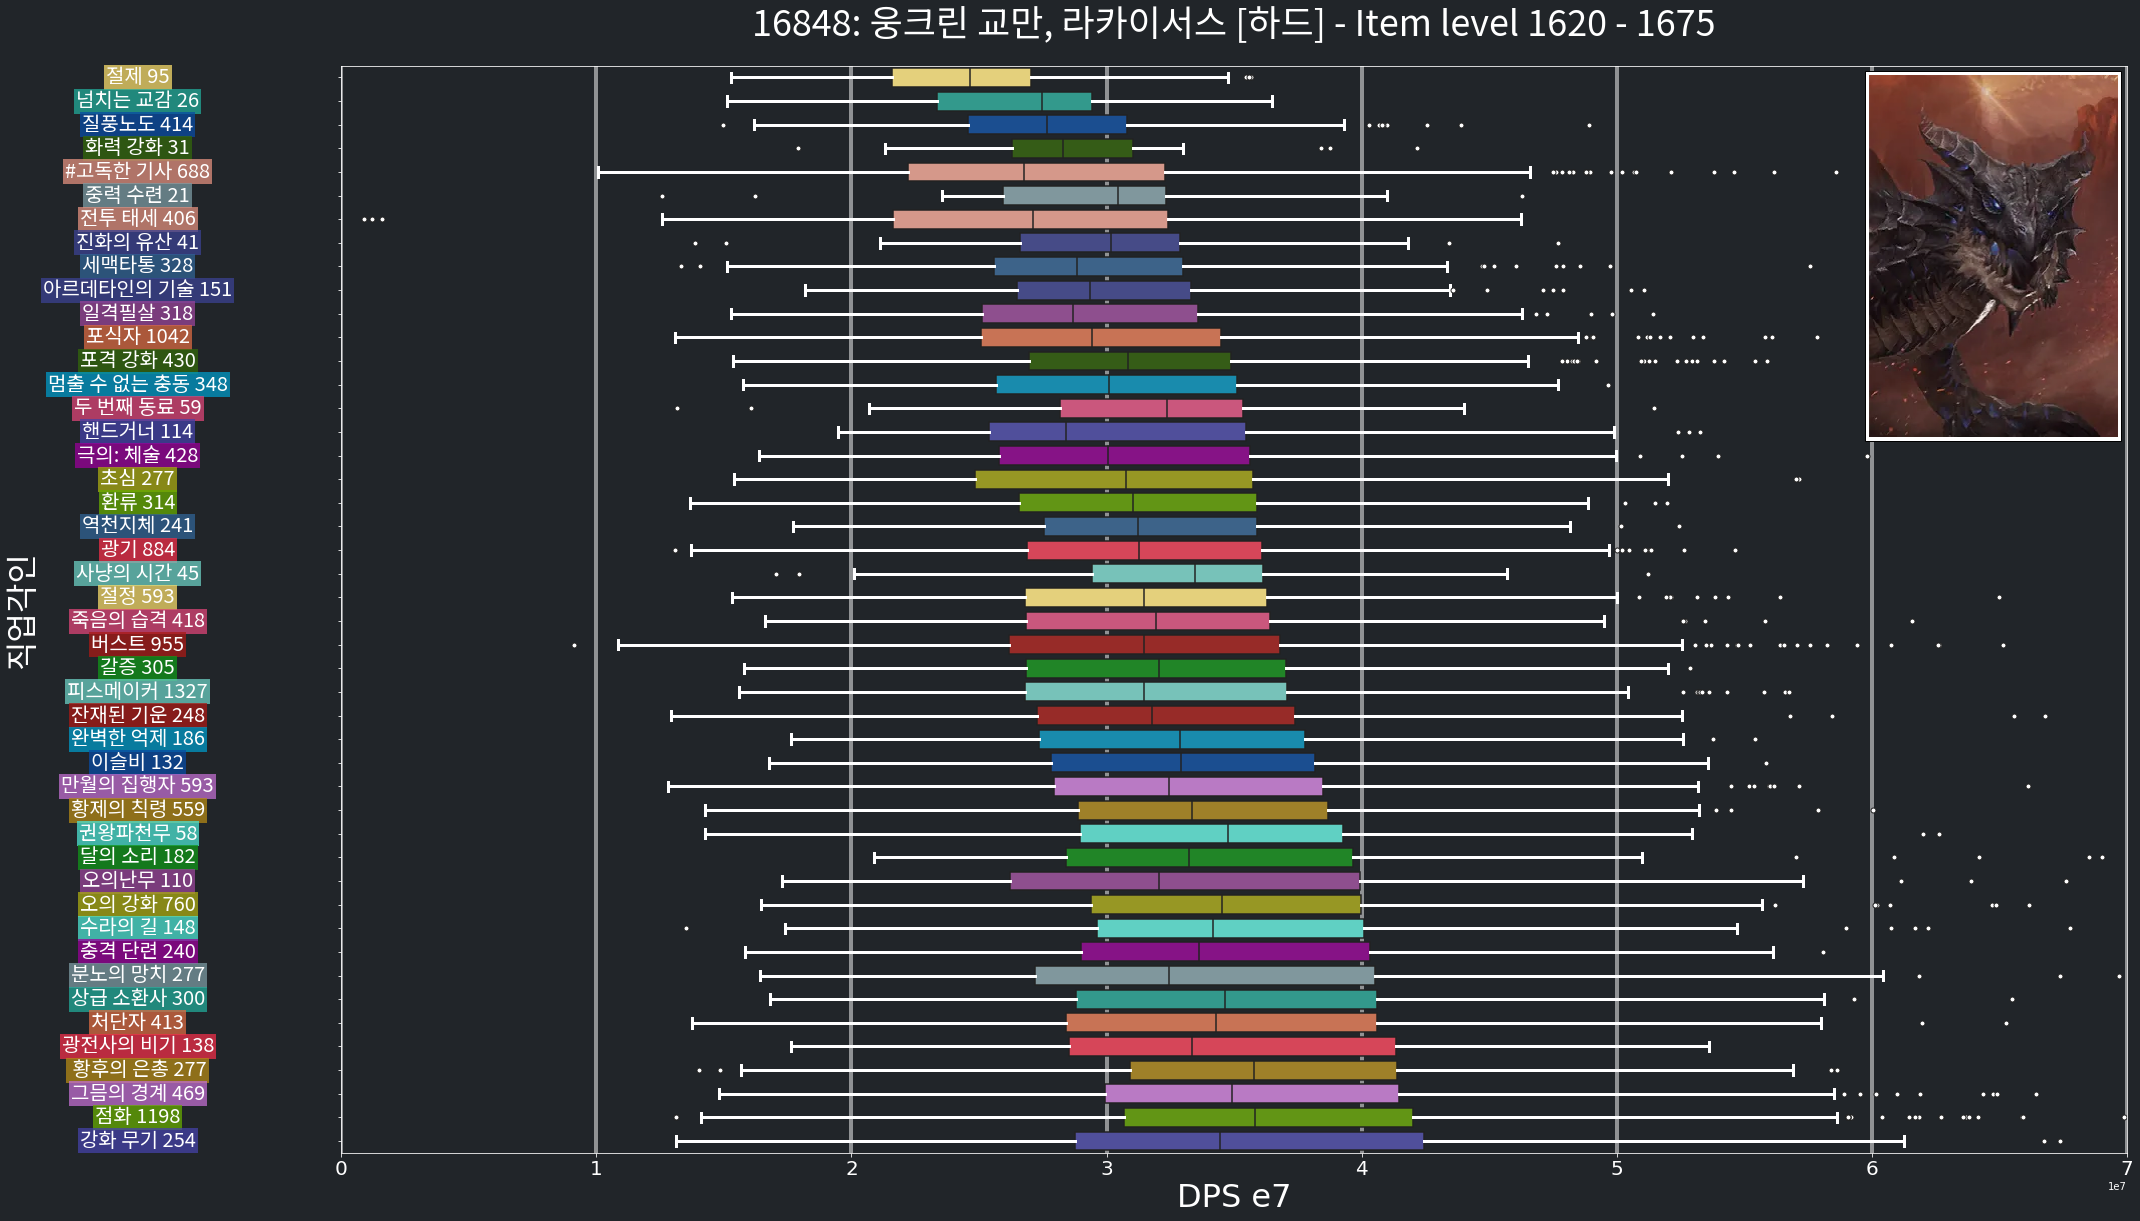 16848: 웅크린 교만, 라카이서스 [하드] - Item level 1620 - 1675
절제 95
넘치는 교감 26
질풍노도 414
화력 강화 31
#고독한 기사 688
중력 수련 21
전투 태세 406
진화의 유산 41
세맥타통 328
아르데타인의 기술 151
일격필살 318
포식자 1042
포격 강화 430
멈출 수 없는 충동 348
두 번째 동료 59
핸드거너 114
극의: 체술 428
초심 277
환류 314
역천지체 241
광기 884
사냥의 시간 45
절정 593
죽음의 습격 418
버스트 955
갈증 305
피스메이커 1327
잔재된 기운 248
완벽한 억제 186
이슬비 132
만월의 집행자 593
황제의 칙령 559
권왕파천무 58
달의 소리 182
오의난무 110
오의 강화 760
수라의 길 148
충격 단련 240
분노의 망치 277
상급 소환사 300
처단자 413
광전사의 비기 138
황후의 은총 277
그믐의 경계 469
점화 1198
강화 무기 254
직업각인
0 1 2 3 4 5 6 7
1e7
DPS e7